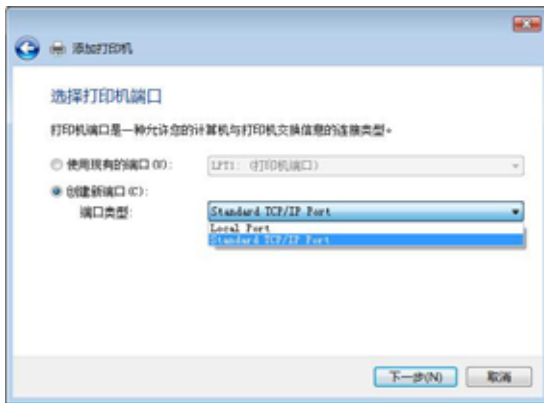 添加打印机
选择打印机端口
打印机端口是一种允许您的计算机与打印机交换信息的连接类型。
使用现有的端口(U): LPT1: (打印机端口)
创建新端口(C):
端口类型: Standard TCP/IP Port
Local Port
Standard TCP/IP Port
下一步(N) 取消